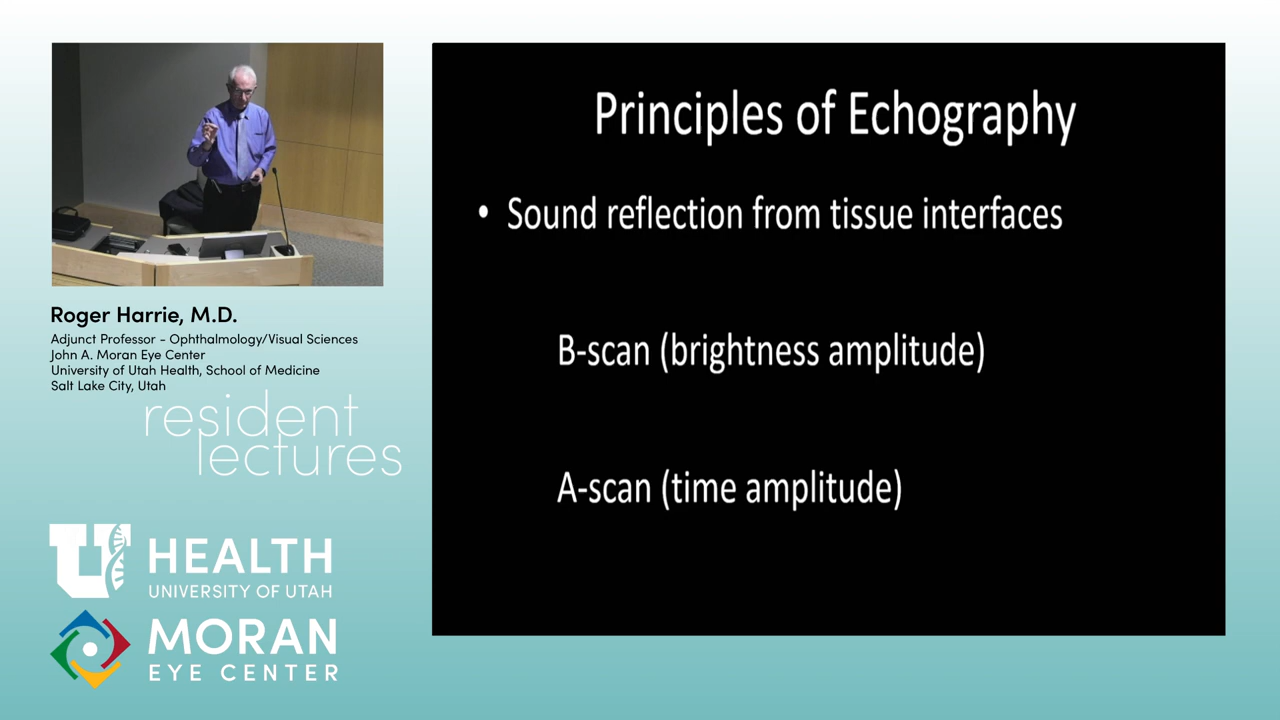 Roger Harrie, M.D.
Adjunct Professor - Ophthalmology/Visual Sciences
John A. Moran Eye Center
University of Utah Health, School of Medicine
Salt Lake City, Utah
resident
lectures
U
HEALTH
UNIVERSITY OF UTAH
MORAN
EYE CENTER
Principles of Echography
• Sound reflection from tissue interfaces
B-scan (brightness amplitude)
A-scan (time amplitude)